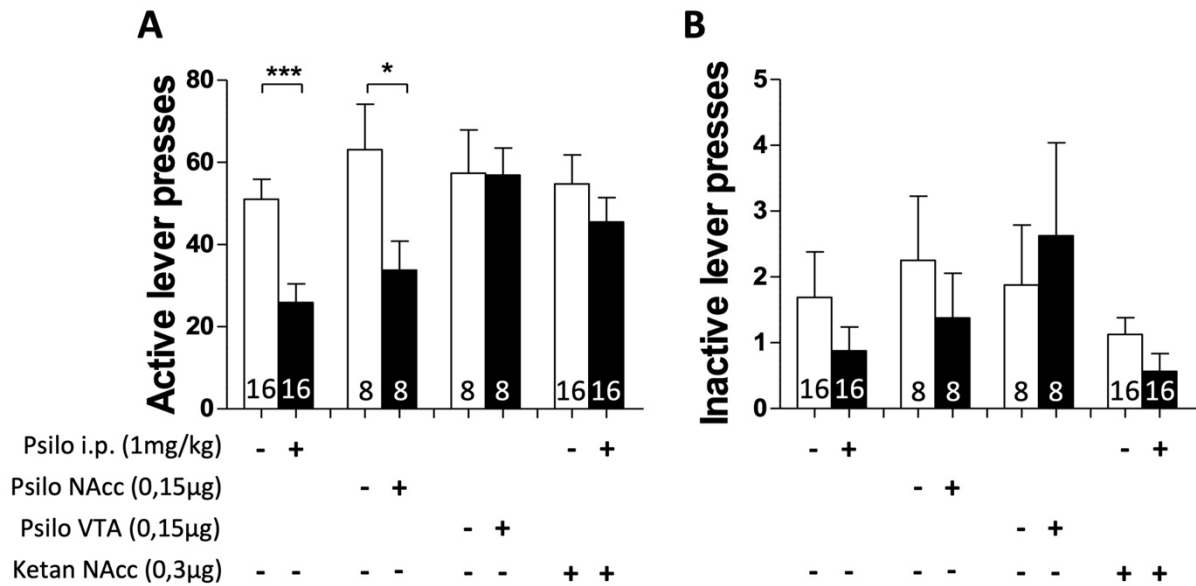 A
B
Active lever presses
80
60
40
20
0
*** *
16 16 8 8 8 8 16 16
Inactive lever presses
5
4
3
2
1
0
16 16 8 8 8 8 16 16
Psilo i.p. (1mg/kg) - + - + - + - +
Psilo NAcc (0,15µg) - + - +
Psilo VTA (0,15µg) - + - +
Ketan NAcc (0,3µg) - - - - - - + + - - - - - - + +